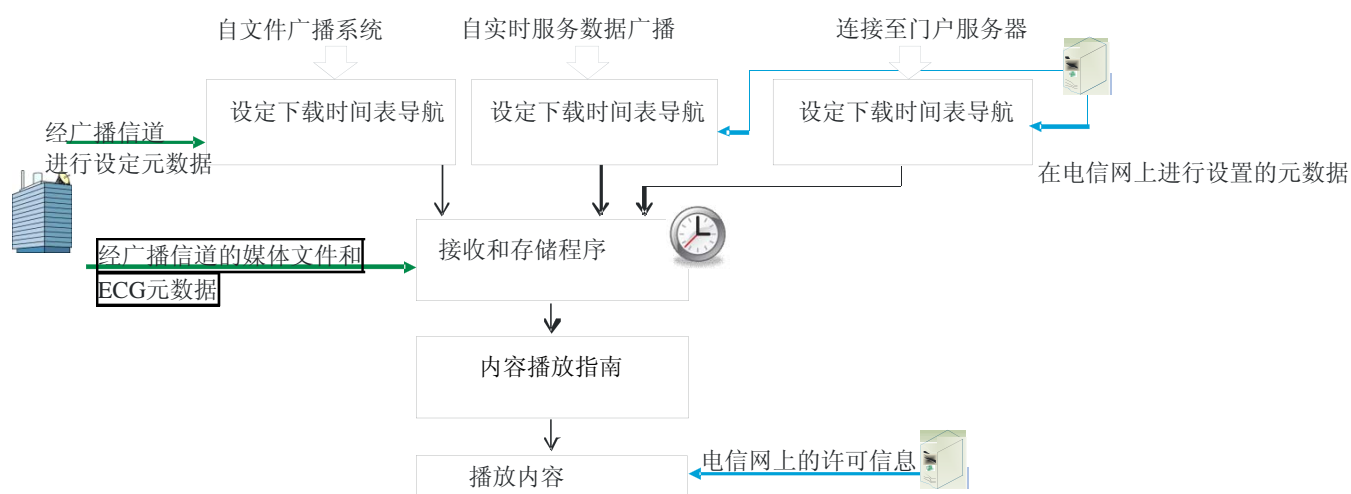 自文件广播系统
自实时服务数据广播
连接至门户服务器
设定下载时间表导航
设定下载时间表导航
设定下载时间表导航
经广播信道
进行设定元数据
在电信网上进行设置的元数据
接收和存储程序
经广播信道的媒体文件和
ECG元数据
内容播放指南
电信网上的许可信息
播放内容